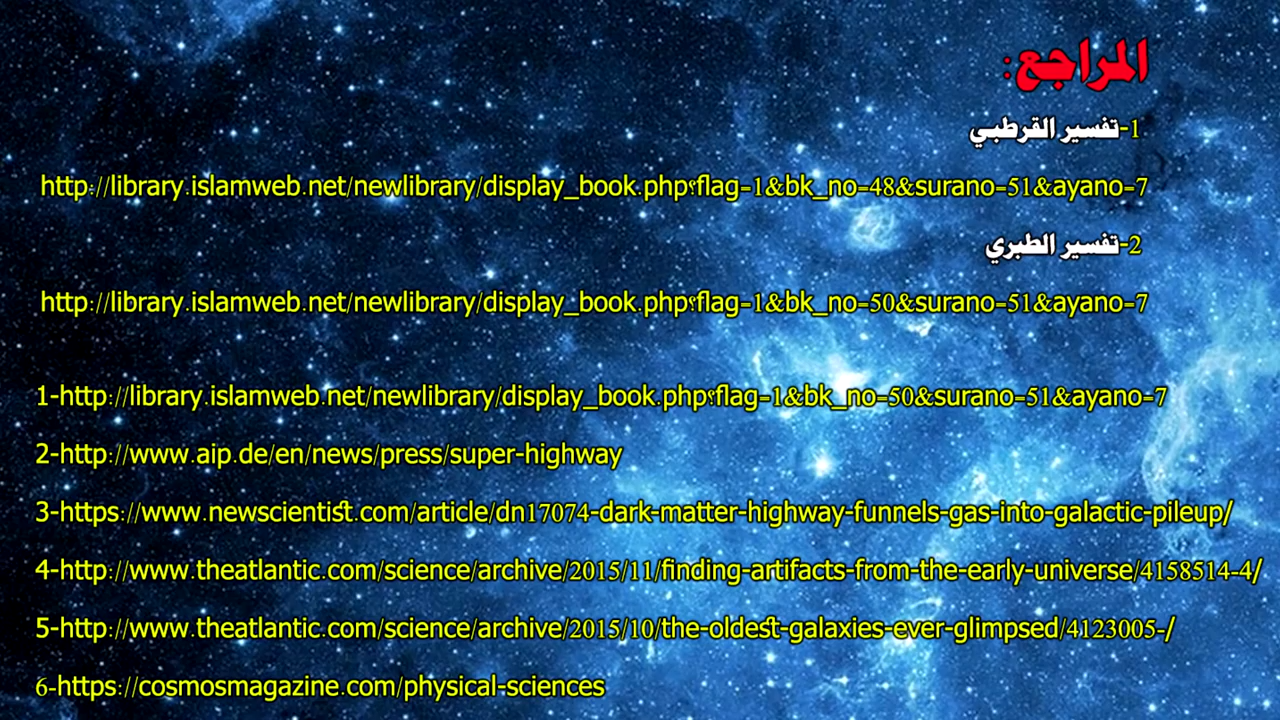 المراجع:
1-تفسير القرطبي
http://library.islamweb.net/newlibrary/display_book.php؟flag=1&bk_no=48&surano=51&ayano=7
2-تفسير الطبري
http://library.islamweb.net/newlibrary/display_book.php؟flag=1&bk_no=50&surano=51&ayano=7
1-http://library.islamweb.net/newlibrary/display_book.php؟flag=1&bk_no=50&surano=51&ayano=7
2-http://www.aip.de/en/news/press/super-highway
3-https://www.newscientist.com/article/dn17074-dark-matter-highway-funnels-gas-into-galactic-pileup/
4-http://www.theatlantic.com/science/archive/2015/11/finding-artifacts-from-the-early-universe/4158514-4/
5-http://www.theatlantic.com/science/archive/2015/10/the-oldest-galaxies-ever-glimpsed/4123005-/
6-https://cosmosmagazine.com/physical-sciences